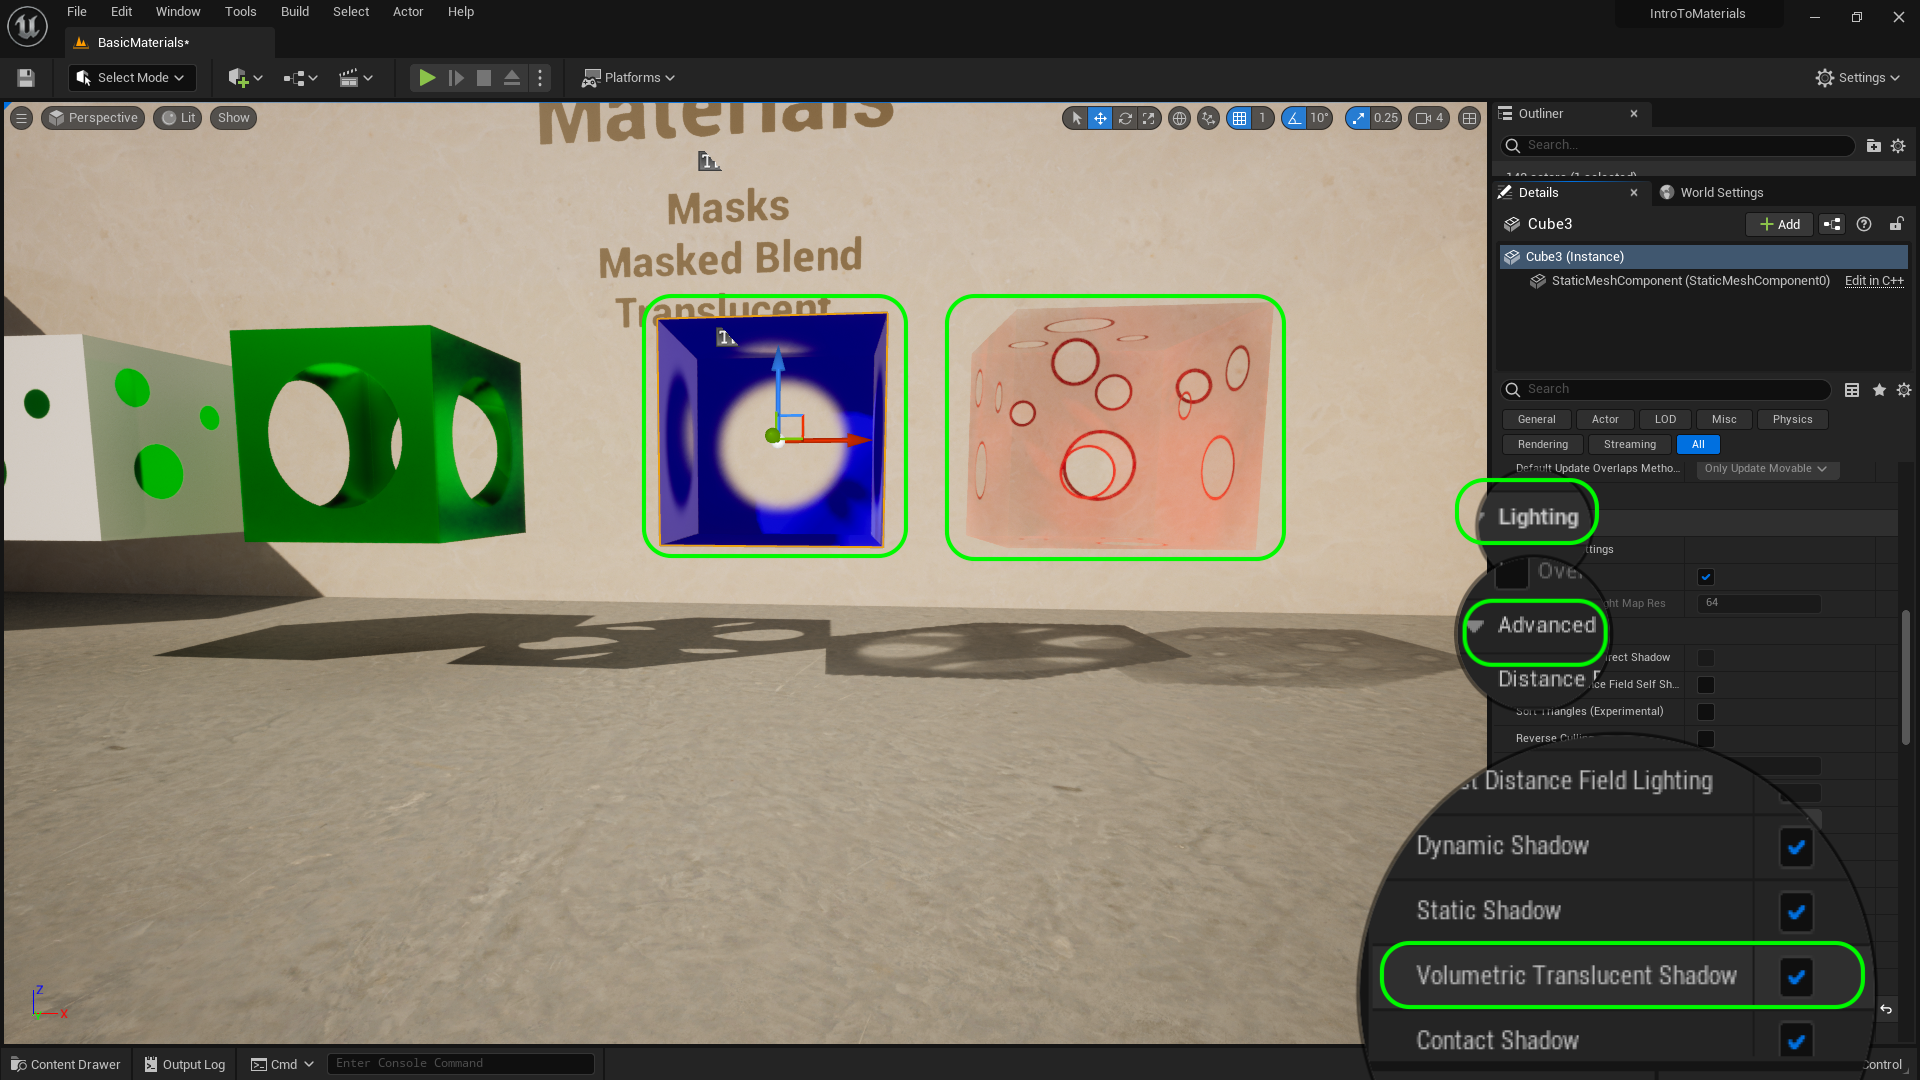 File Edit Window Tools Build Select Actor Help
IntroToMaterials
BasicMaterials*
Select Mode
Platforms
Settings
Perspective
Lit
Show
1
10°
0.25
4
Materials
Masks
Masked Blend
Translucent
Outliner
Search...
Details
World Settings
Cube3
Add
Cube3 (Instance)
StaticMeshComponent (StaticMeshComponent0)
Edit in C++
Search
General Actor LOD Misc Physics
Rendering Streaming All
Default Update Overlaps Metho...
Only Update Movable
Lighting
ttings
Over
ght Map Res
64
Advanced
rect Shadow
Distance F
ce Field Self Sh...
Sort Triangles (Experimental)
Reverse Culling
Distance Field Lighting
Dynamic Shadow
Static Shadow
Volumetric Translucent Shadow
Contact Shadow
Z
X
Content Drawer
Output Log
Cmd
Enter Console Command
Control